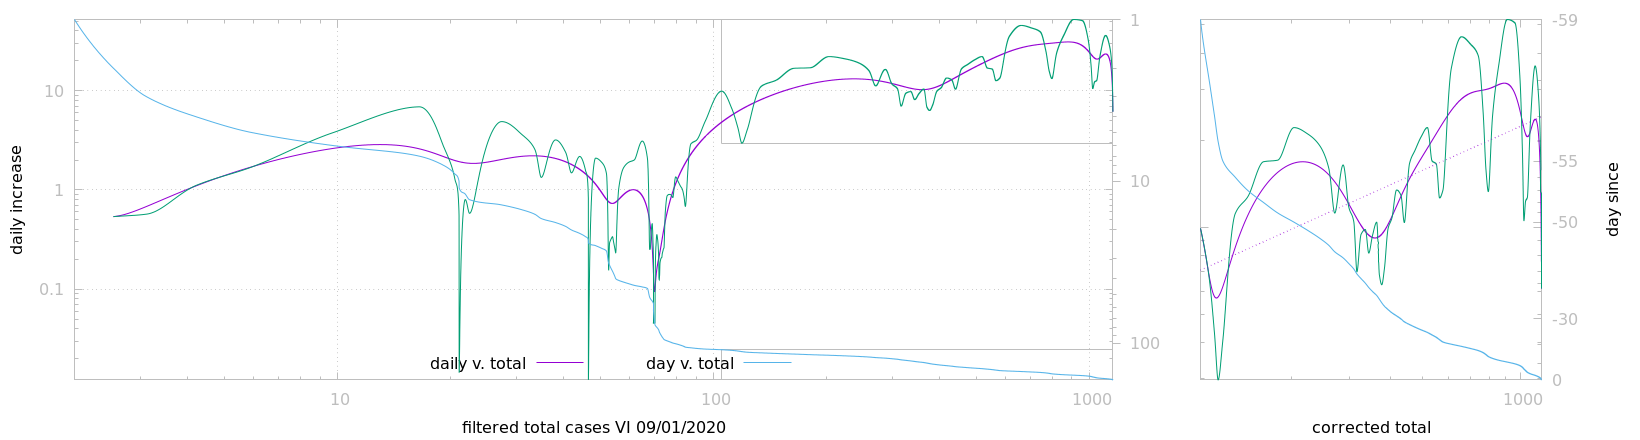 daily increase
10
1
0.1
10
100
1000
1
10
100
daily v. total
day v. total
filtered total cases VI 09/01/2020
-59
-55
-50
-30
0
day since
1000
corrected total